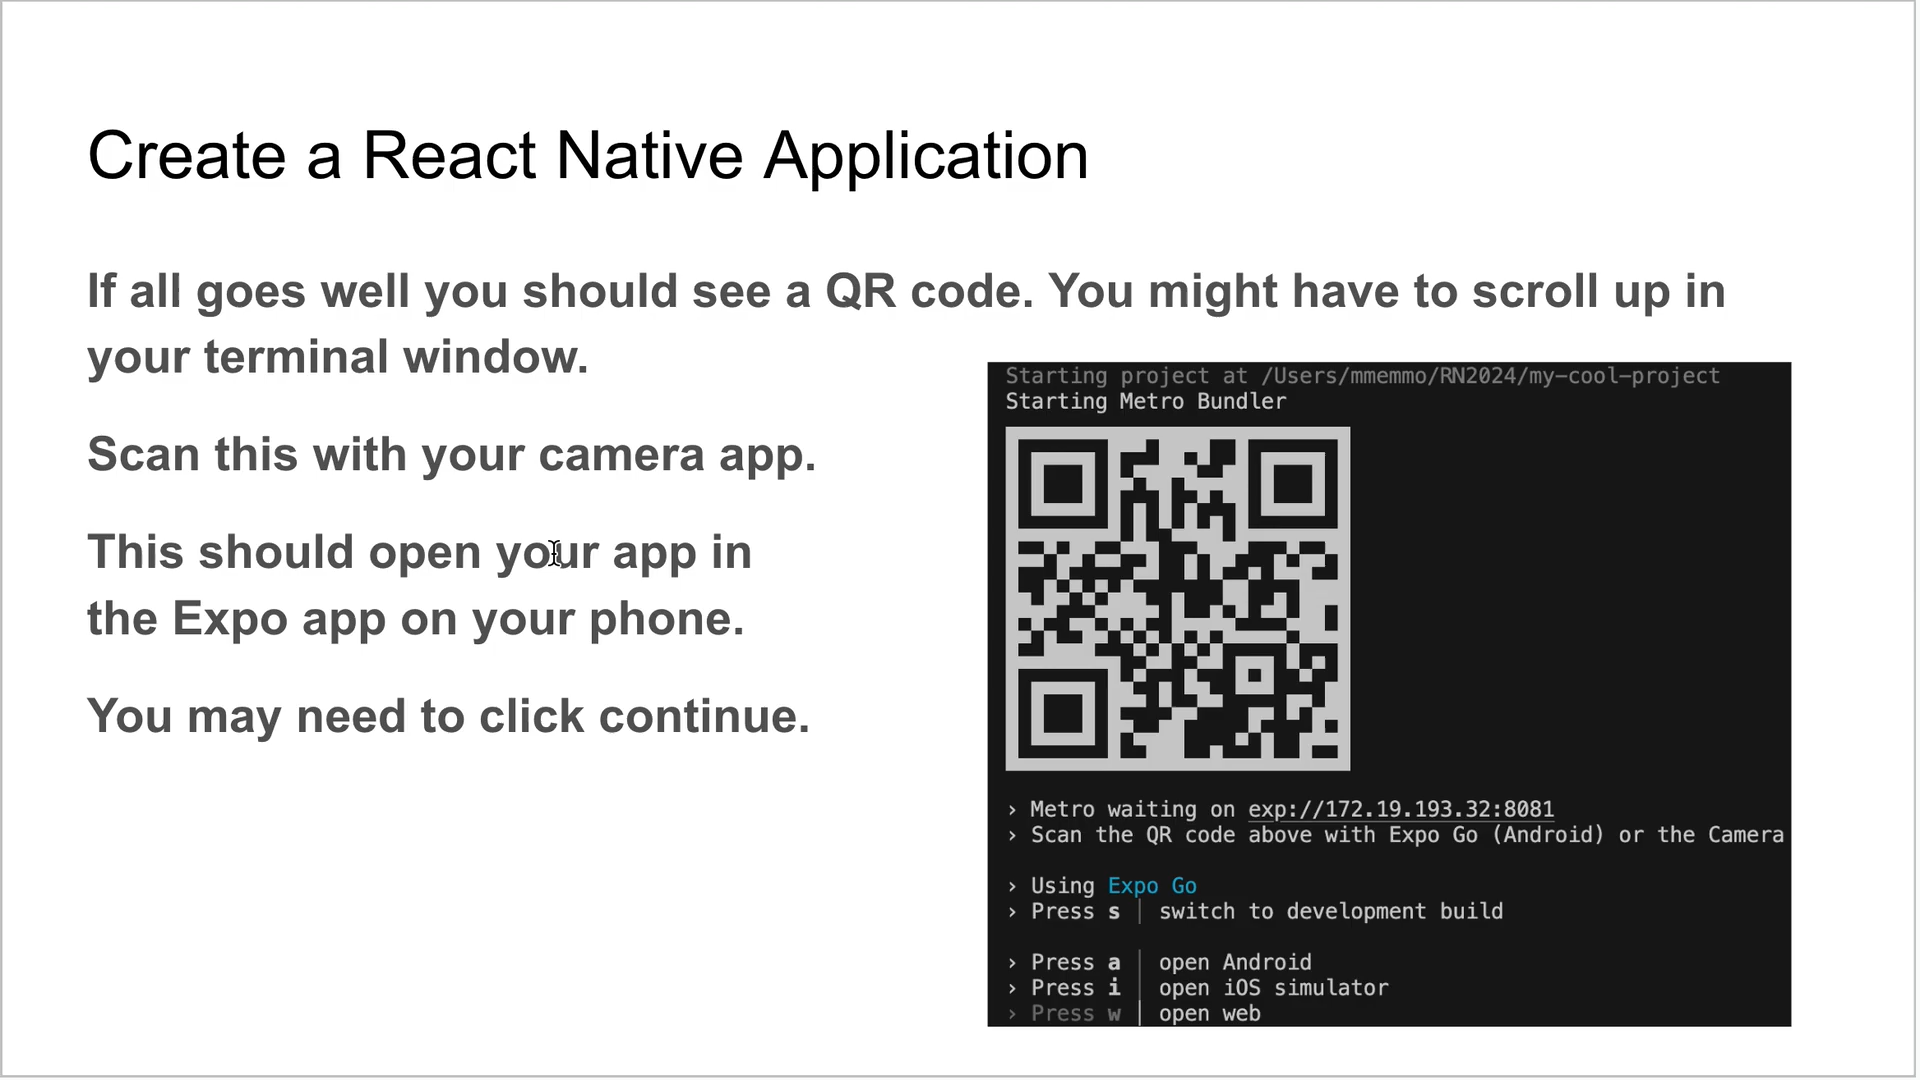 Create a React Native Application
If all goes well you should see a QR code. You might have to scroll up in
your terminal window.
Scan this with your camera app.
This should open your app in
the Expo app on your phone.
You may need to click continue.
Starting project at /Users/mmemmo/RN2024/my-cool-project
Starting Metro Bundler
› Metro waiting on exp://172.19.193.32:8081
› Scan the QR code above with Expo Go (Android) or the Camera
› Using Expo Go
› Press s │ switch to development build
› Press a │ open Android
› Press i │ open iOS simulator
› Press w │ open web